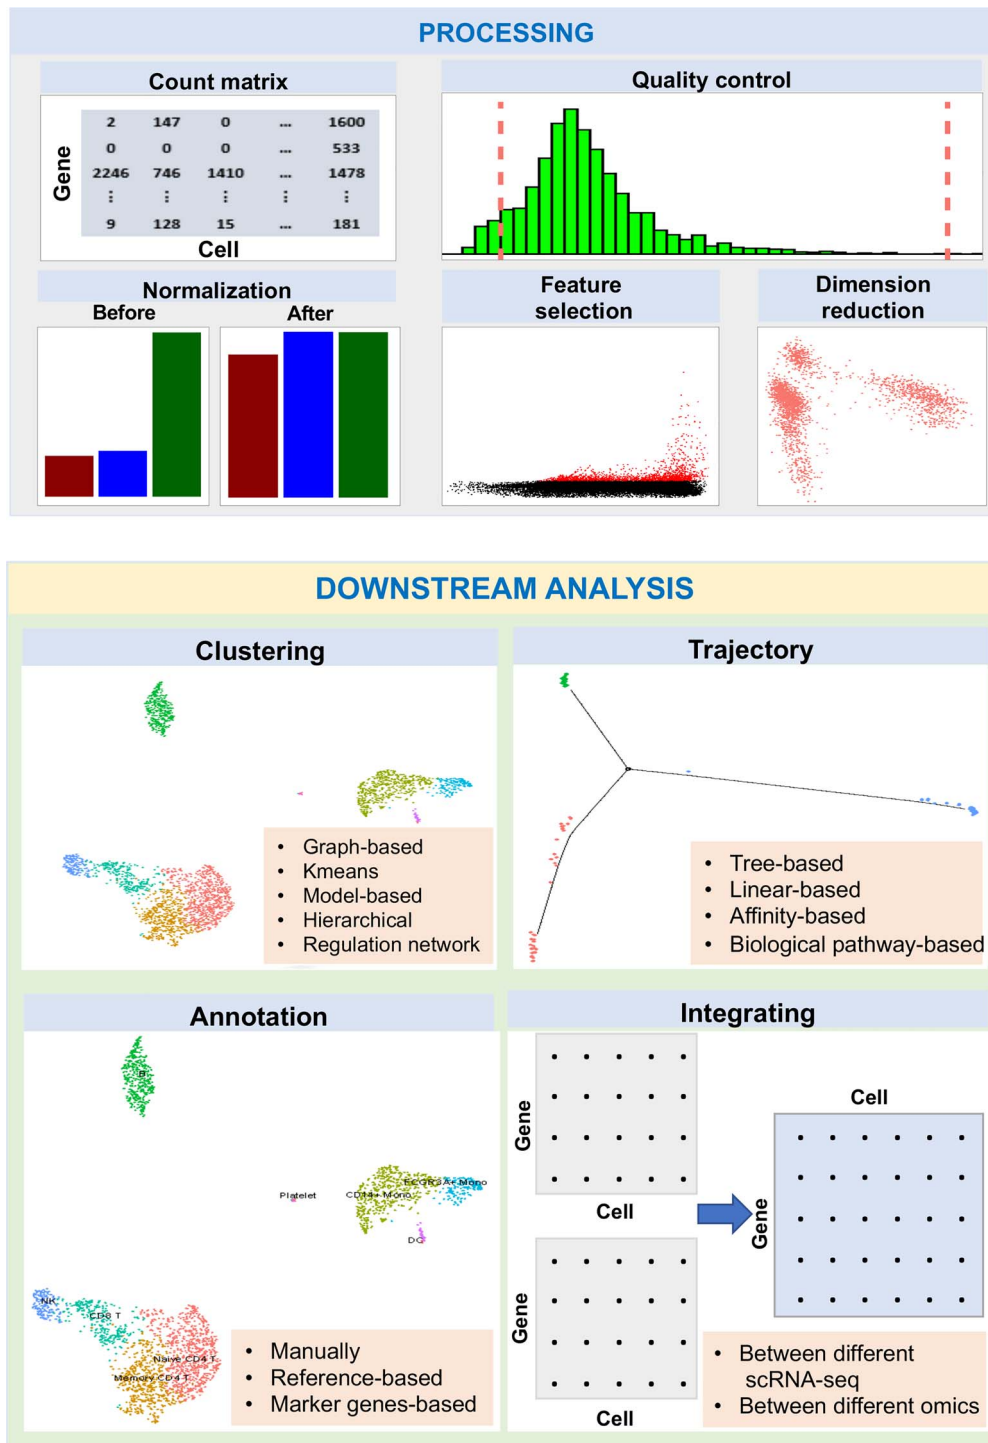 PROCESSING
Count matrix
Gene
2 147 0 ... 1600
0 0 0 ... 533
2246 746 1410 ... 1478
⋮ ⋮ ⋮ ⋮
9 128 15 ... 181
Cell
Quality control
Normalization
Before After
Feature
selection
Dimension
reduction
DOWNSTREAM ANALYSIS
Clustering
• Graph-based
• Kmeans
• Model-based
• Hierarchical
• Regulation network
Trajectory
• Tree-based
• Linear-based
• Affinity-based
• Biological pathway-based
Annotation
B
Platelet
CD14+ Mono
FCGR3A+ Mono
DC
NK
CD8 T
Naive CD4 T
Memory CD4 T
• Manually
• Reference-based
• Marker genes-based
Integrating
Gene
Cell
Gene
Cell
Cell
Gene
• Between different
scRNA-seq
• Between different omics